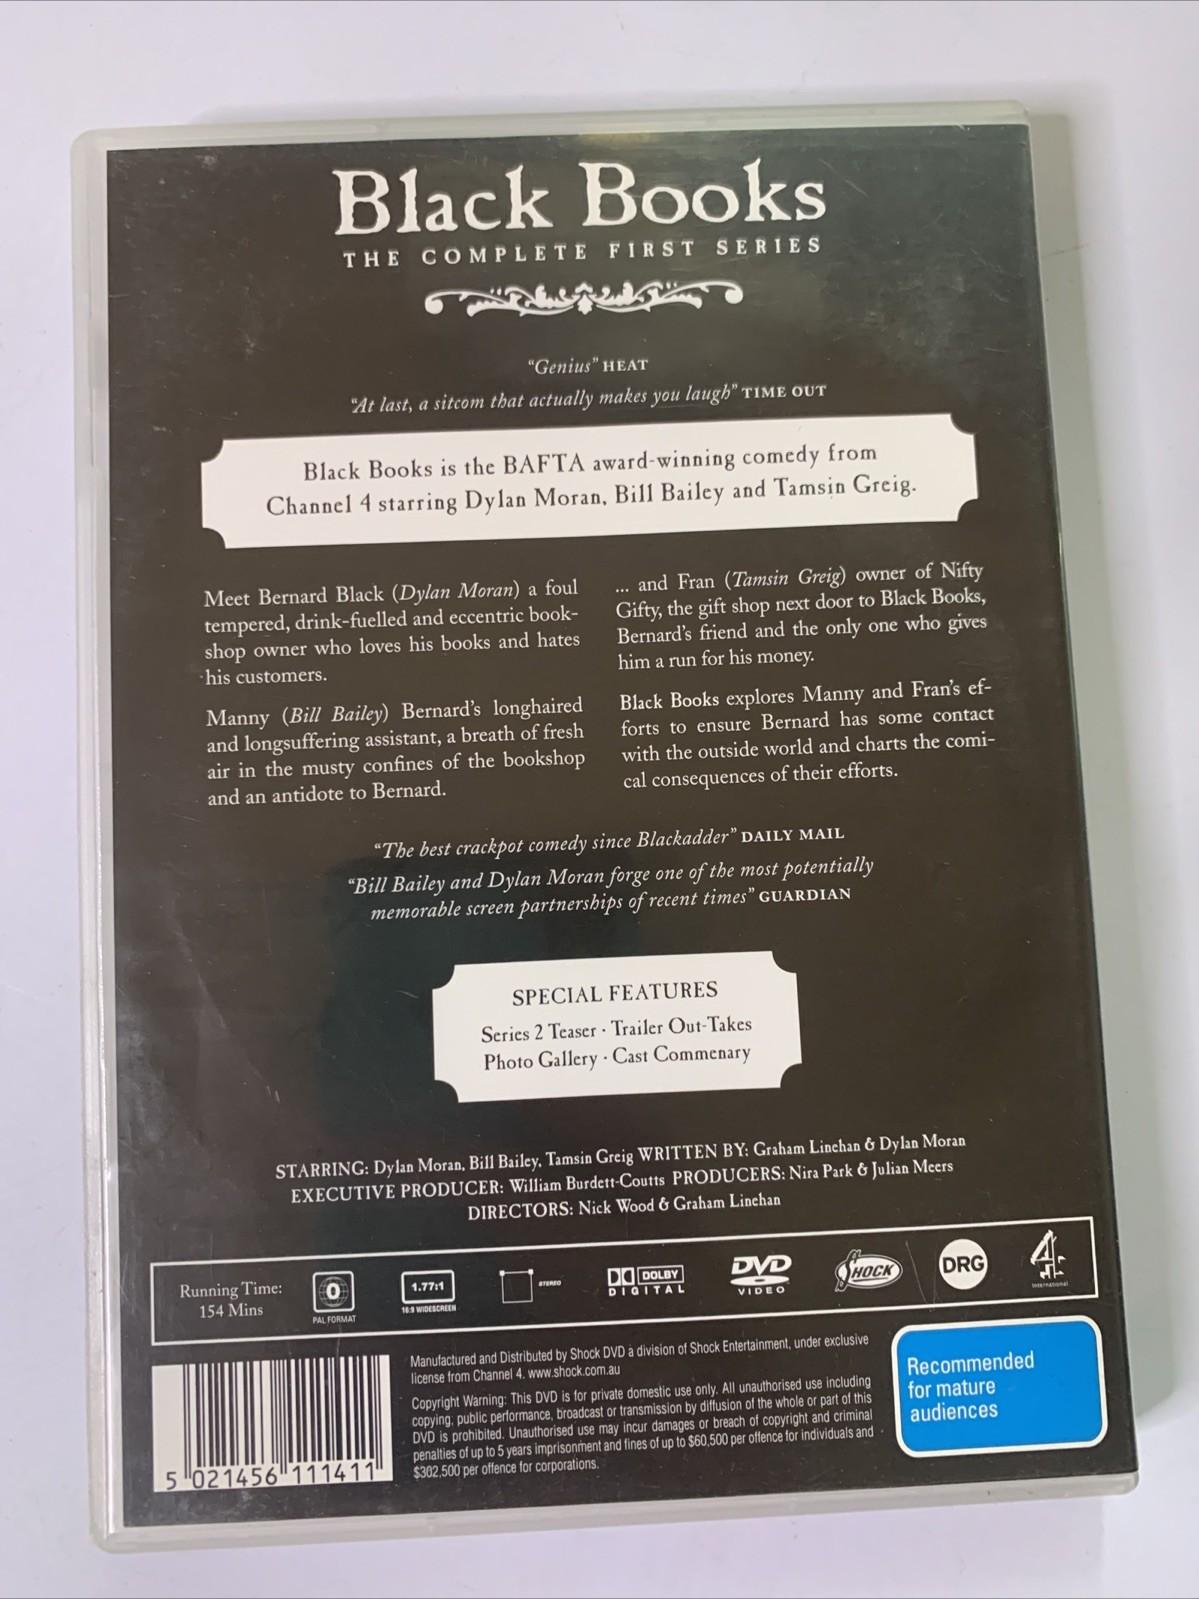 Black Books
THE COMPLETE FIRST SERIES
"Genius" HEAT
"At last, a sitcom that actually makes you laugh" TIME OUT
Black Books is the BAFTA award-winning comedy from
Channel 4 starring Dylan Moran, Bill Bailey and Tamsin Greig.
Meet Bernard Black (Dylan Moran) a foul
tempered, drink-fuelled and eccentric book-
shop owner who loves his books and hates
his customers.
Manny (Bill Bailey) Bernard's longhaired
and longsuffering assistant, a breath of fresh
air in the musty confines of the bookshop
and an antidote to Bernard.
... and Fran (Tamsin Greig) owner of Nifty
Gifty, the gift shop next door to Black Books,
Bernard's friend and the only one who gives
him a run for his money.
Black Books explores Manny and Fran's ef-
forts to ensure Bernard has some contact
with the outside world and charts the comi-
cal consequences of their efforts.
"The best crackpot comedy since Blackadder" DAILY MAIL
"Bill Bailey and Dylan Moran forge one of the most potentially
memorable screen partnerships of recent times" GUARDIAN
SPECIAL FEATURES
Series 2 Teaser · Trailer Out-Takes
Photo Gallery · Cast Commenary
STARRING: Dylan Moran, Bill Bailey, Tamsin Greig WRITTEN BY: Graham Linehan & Dylan Moran
EXECUTIVE PRODUCER: William Burdett-Coutts PRODUCERS: Nira Park & Julian Meers
DIRECTORS: Nick Wood & Graham Linehan
Running Time:
154 Mins
0
PAL FORMAT
1.77:1
16:9 WIDESCREEN
STEREO
DOLBY
DIGITAL
DVD
VIDEO
SHOCK
DRG
4
International
Manufactured and Distributed by Shock DVD a division of Shock Entertainment, under exclusive
license from Channel 4. www.shock.com.au
Copyright Warning: This DVD is for private domestic use only. All unauthorised use including
copying, public performance, broadcast or transmission by diffusion of the whole or part of this
DVD is prohibited. Unauthorised use may incur damages or breach of copyright and criminal
penalties of up to 5 years imprisonment and fines of up to $60,500 per offence for individuals and
$302,500 per offence for corporations.
Recommended
for mature
audiences
5 021456 111411